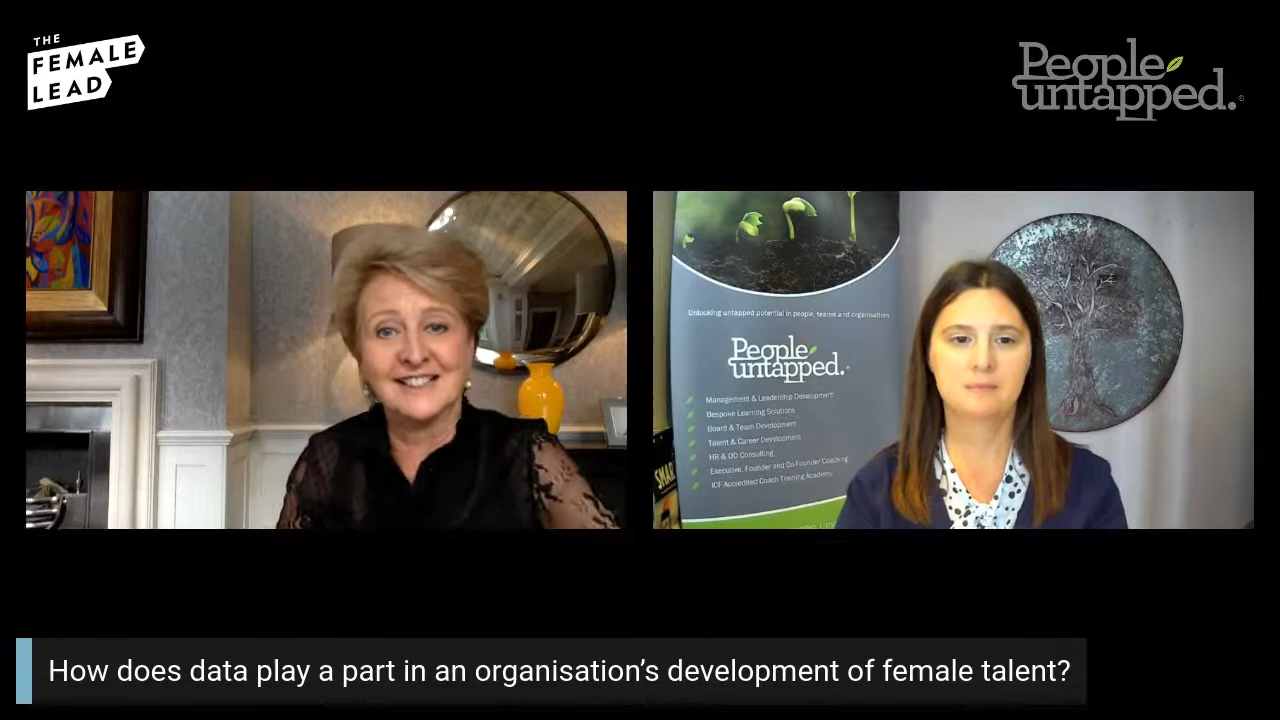 THE
FEMALE
LEAD
People
untapped.
Unlocking untapped potential in people, teams and organisations
People
untapped.
Management & Leadership Development
Bespoke Learning Solutions
Board & Team Development
Talent & Career Development
HR & OD Consulting
Executive, Founder and Co-Founder Coaching
ICF Accredited Coach Training Academy
SMAR
How does data play a part in an organisation’s development of female talent?